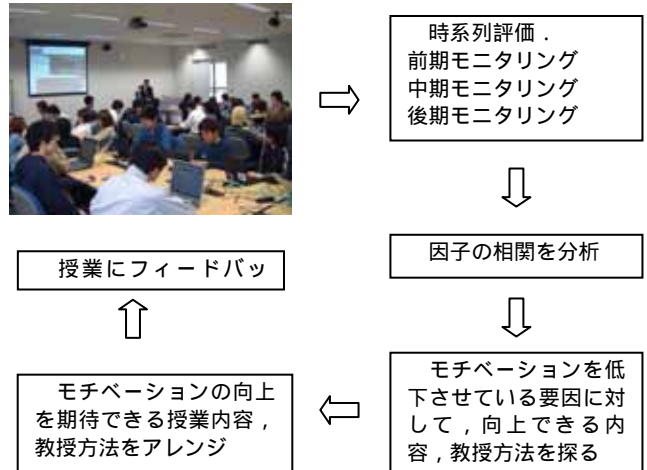 時系列評価．
前期モニタリング
中期モニタリング
後期モニタリング
因子の相関を分析
モチベーションを低
下させている要因に対
して，向上できる内
容，教授方法を探る
モチベーションの向上
を期待できる授業内容，
教授方法をアレンジ
授業にフィードバッ